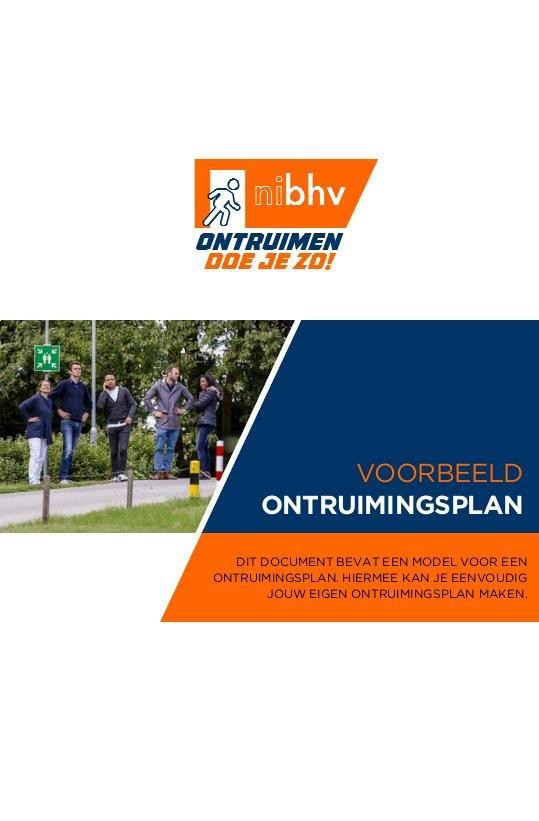 nibhv
ONTRUIMEN
DOE JE ZO!
VOORBEELD
ONTRUIMINGSPLAN
DIT DOCUMENT BEVAT EEN MODEL VOOR EEN
ONTRUIMINGSPLAN. HIERMEE KAN JE EENVOUDIG
JOUW EIGEN ONTRUIMINGSPLAN MAKEN.